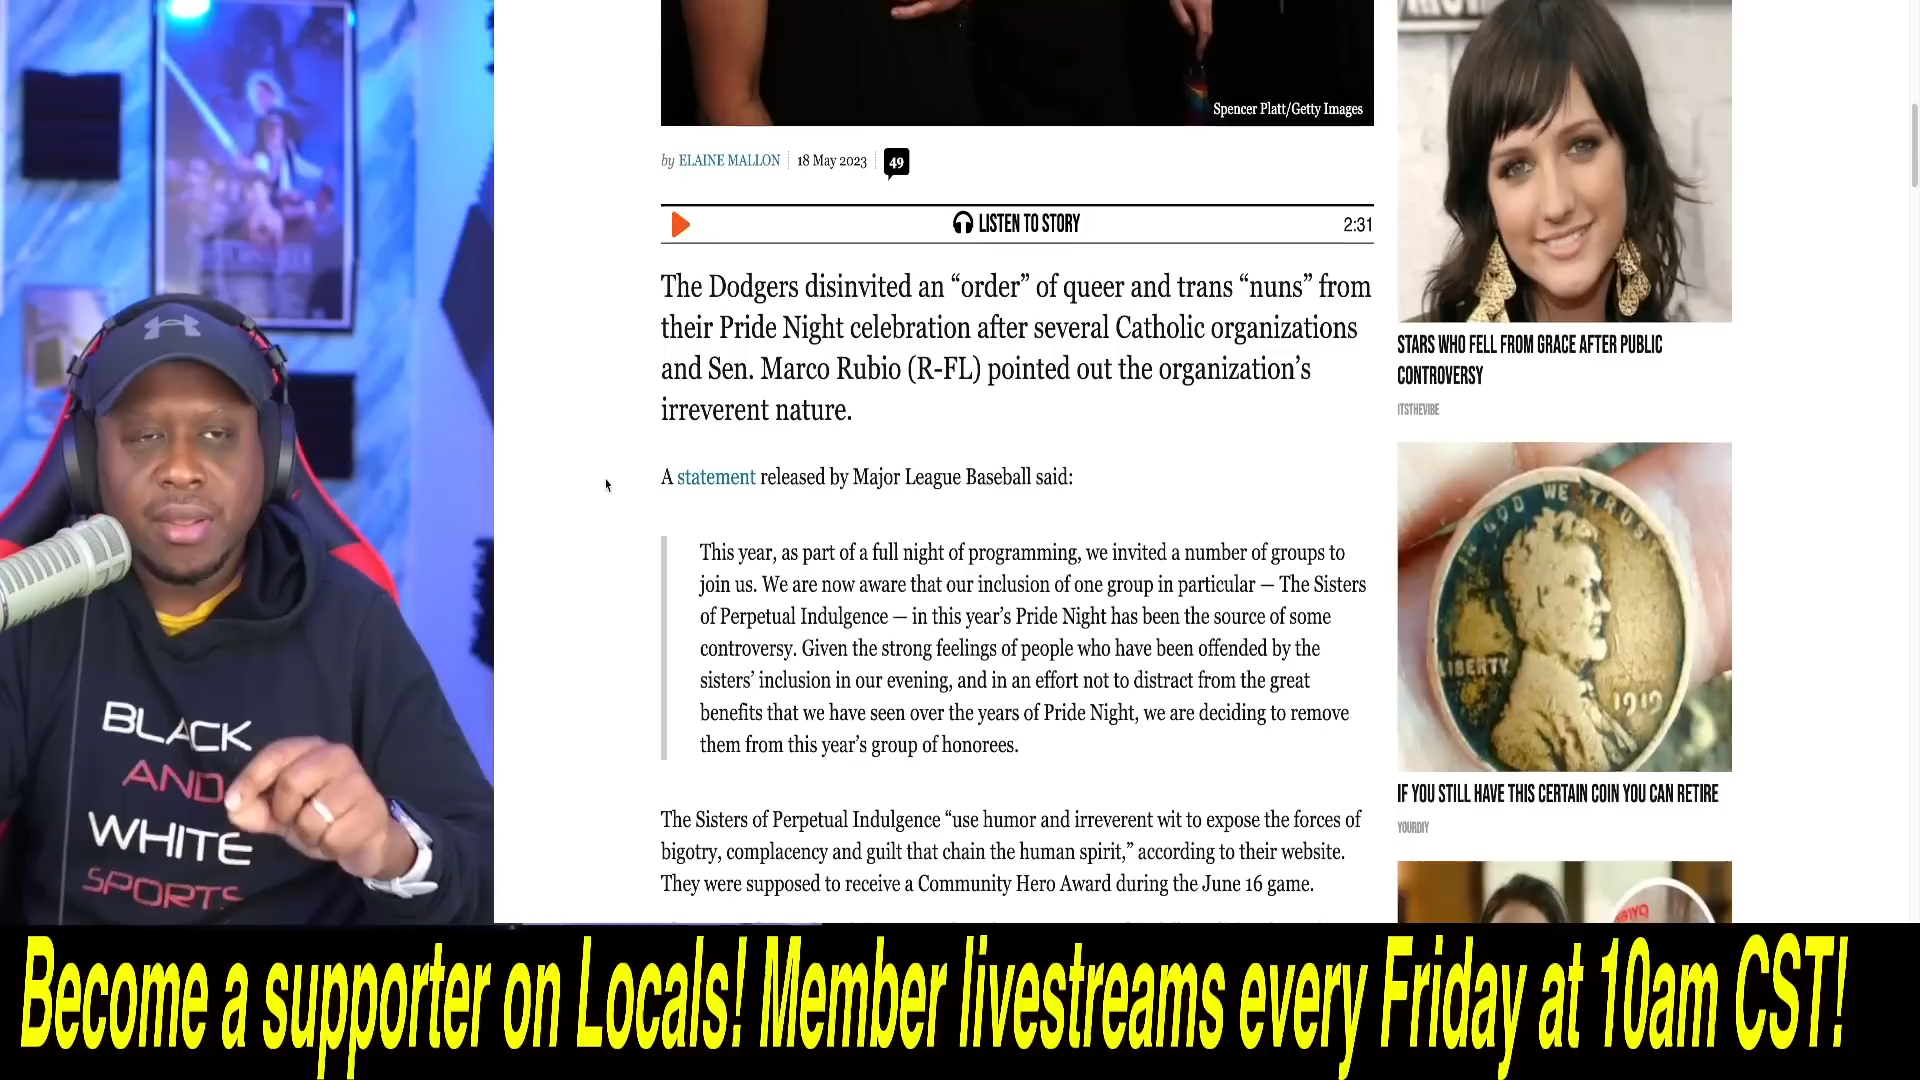 Spencer Platt/Getty Images
by ELAINE MALLON 18 May 2023 49
LISTEN TO STORY 2:31
The Dodgers disinvited an “order” of queer and trans “nuns” from
their Pride Night celebration after several Catholic organizations
and Sen. Marco Rubio (R-FL) pointed out the organization’s
irreverent nature.
A statement released by Major League Baseball said:
This year, as part of a full night of programming, we invited a number of groups to
join us. We are now aware that our inclusion of one group in particular — The Sisters
of Perpetual Indulgence — in this year’s Pride Night has been the source of some
controversy. Given the strong feelings of people who have been offended by the
sisters’ inclusion in our evening, and in an effort not to distract from the great
benefits that we have seen over the years of Pride Night, we are deciding to remove
them from this year’s group of honorees.
The Sisters of Perpetual Indulgence “use humor and irreverent wit to expose the forces of
bigotry, complacency and guilt that chain the human spirit,” according to their website.
They were supposed to receive a Community Hero Award during the June 16 game.
STARS WHO FELL FROM GRACE AFTER PUBLIC
CONTROVERSY
ITSTHEVIBE
IN GOD WE TRUST
LIBERTY
1919
IF YOU STILL HAVE THIS CERTAIN COIN YOU CAN RETIRE
YOURDIY
BLACK
AND
WHITE
SPORTS
Become a supporter on Locals! Member livestreams every Friday at 10am CST!